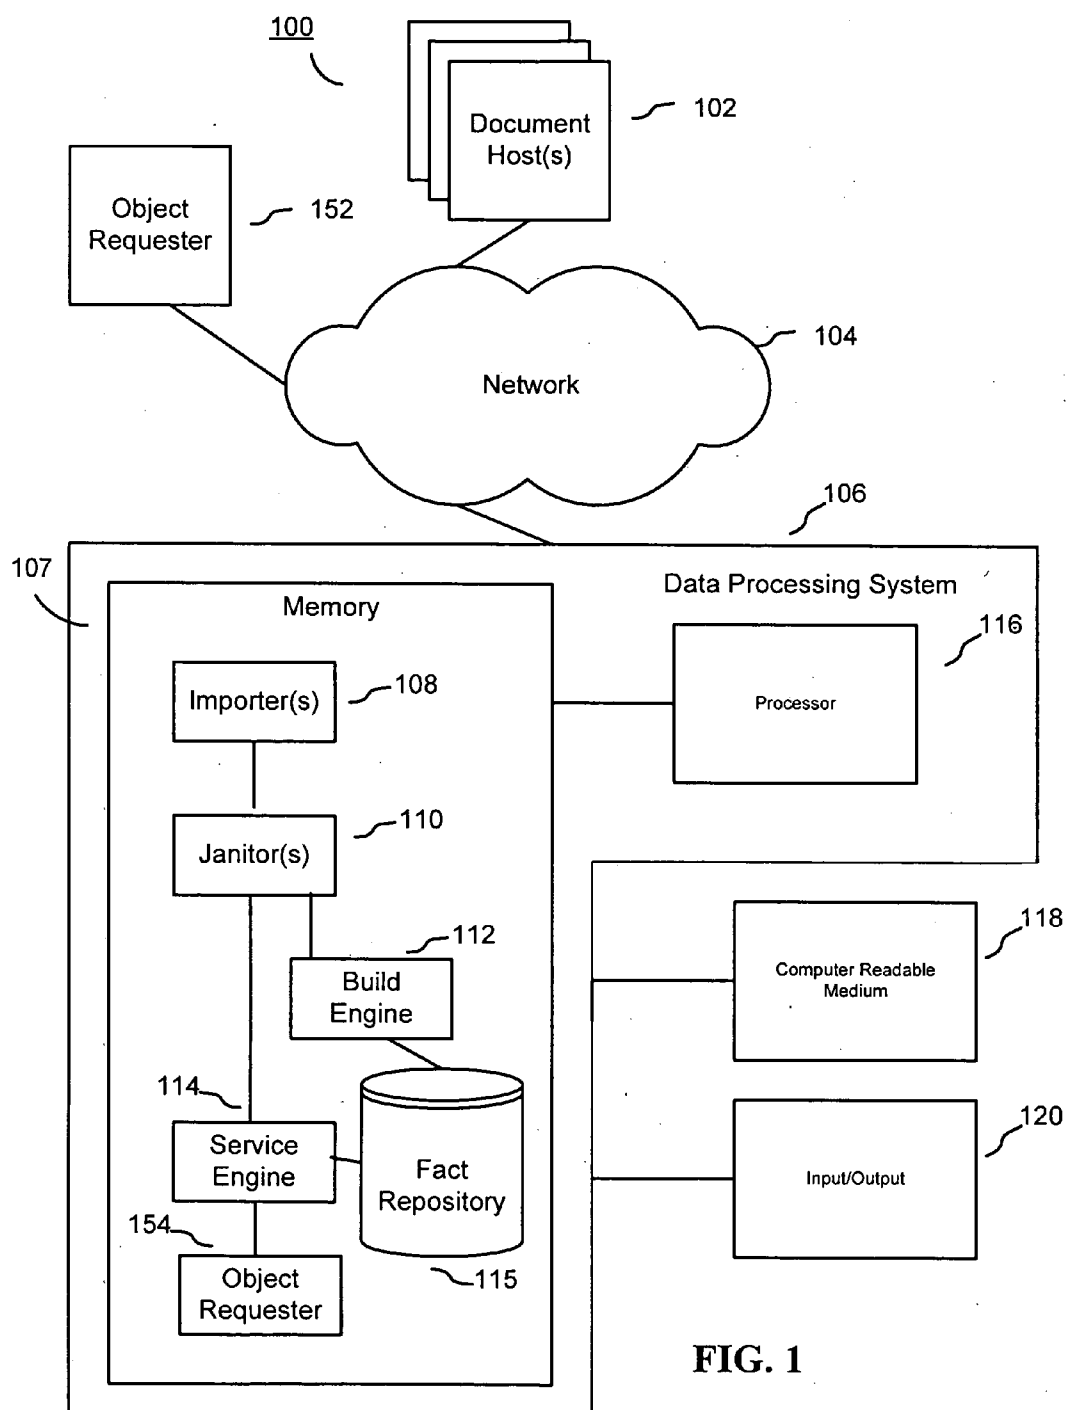 100
Document
Host(s)
102
Object
Requester
152
104
Network
106
107
Data Processing System
Memory
116
Processor
Importer(s)
108
110
Janitor(s)
112
Build
Engine
118
Computer Readable
Medium
114
Service
Engine
Fact
Repository
120
Input/Output
154
115
Object
Requester
FIG. 1